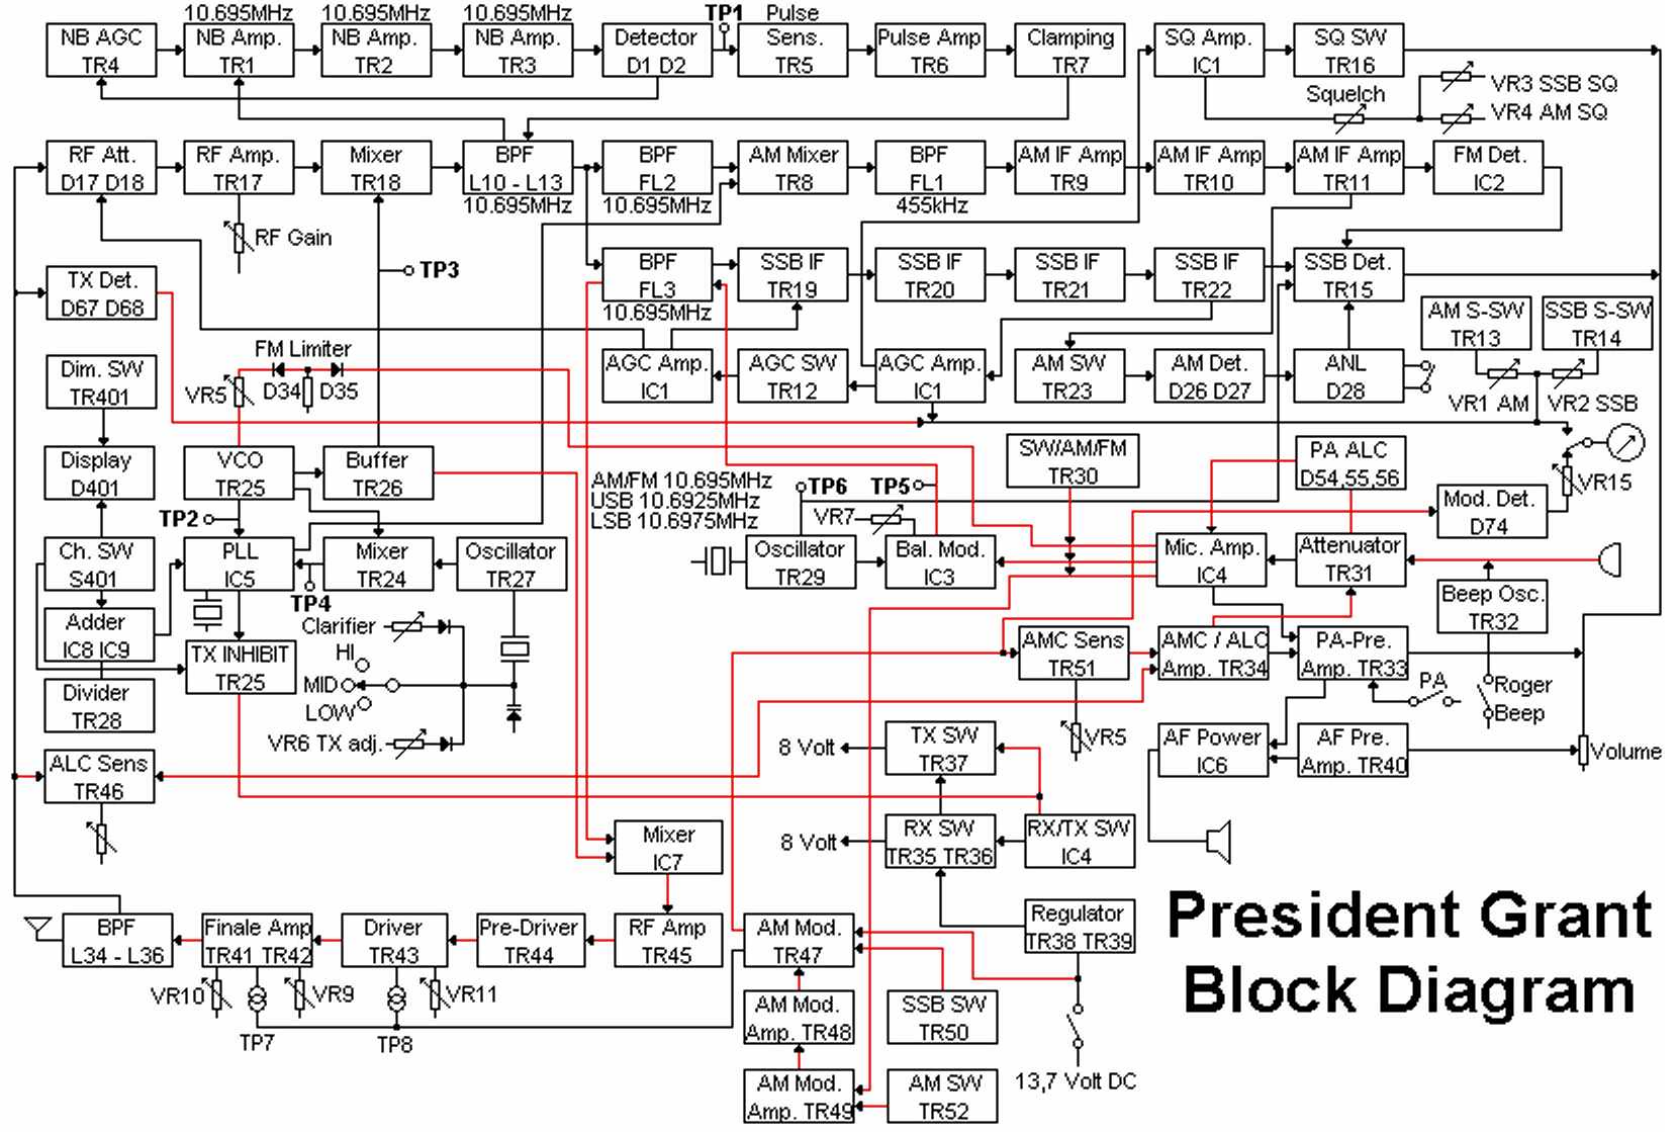 10.695MHz 10.695MHz 10.695MHz TP1 Pulse
NB AGC NB Amp. NB Amp. NB Amp. Detector Sens. Pulse Amp Clamping SQ Amp. SQ SW
TR4 TR1 TR2 TR3 D1 D2 TR5 TR6 TR7 IC1 TR16
Squelch VR3 SSB SQ
VR4 AM SQ
RF Att. RF Amp. Mixer BPF BPF AM Mixer BPF AM IF Amp AM IF Amp AM IF Amp FM Det.
D17 D18 TR17 TR18 L10 - L13 FL2 TR8 FL1 TR9 TR10 TR11 IC2
10.695MHz 10.695MHz 455kHz
RF Gain
TP3
TX Det. BPF SSB IF SSB IF SSB IF SSB IF SSB Det.
D67 D68 FL3 TR19 TR20 TR21 TR22 TR15
10.695MHz AM S-SW SSB S-SW
TR13 TR14
FM Limiter
Dim. SW AGC Amp. AGC SW AGC Amp. AM SW AM Det. ANL
TR401 VR5 D34 D35 IC1 TR12 IC1 TR23 D26 D27 D28
VR1 AM VR2 SSB
Display VCO Buffer SW/AM/FM PA ALC
D401 TR25 TR26 TR30 D54,55,56
AM/FM 10.695MHz TP6 TP5 VR15
USB 10.6925MHz
LSB 10.6975MHz VR7 Mod. Det.
TP2 D74
Ch. SW PLL Mixer Oscillator Oscillator Bal. Mod. Mic. Amp. Attenuator
S401 IC5 TR24 TR27 TR29 IC3 IC4 TR31
TP4 Beep Osc.
TR32
Adder Clarifier AMC Sens AMC / ALC PA-Pre.
IC8 IC9 HI TR51 Amp. TR34 Amp. TR33
TX INHIBIT MID PA Roger
TR25 LOW Beep
Divider
TR28
VR6 TX adj. 8 Volt TX SW VR5 AF Power AF Pre. Volume
TR37 IC6 Amp. TR40
ALC Sens
TR46
Mixer 8 Volt RX SW RX/TX SW
IC7 TR35 TR36 IC4
President Grant
Block Diagram
BPF Finale Amp Driver Pre-Driver RF Amp AM Mod. Regulator
L34 - L36 TR41 TR42 TR43 TR44 TR45 TR47 TR38 TR39
VR10 VR9 VR11 AM Mod. SSB SW
Amp. TR48 TR50
TP7 TP8
AM Mod. AM SW 13,7 Volt DC
Amp. TR49 TR52